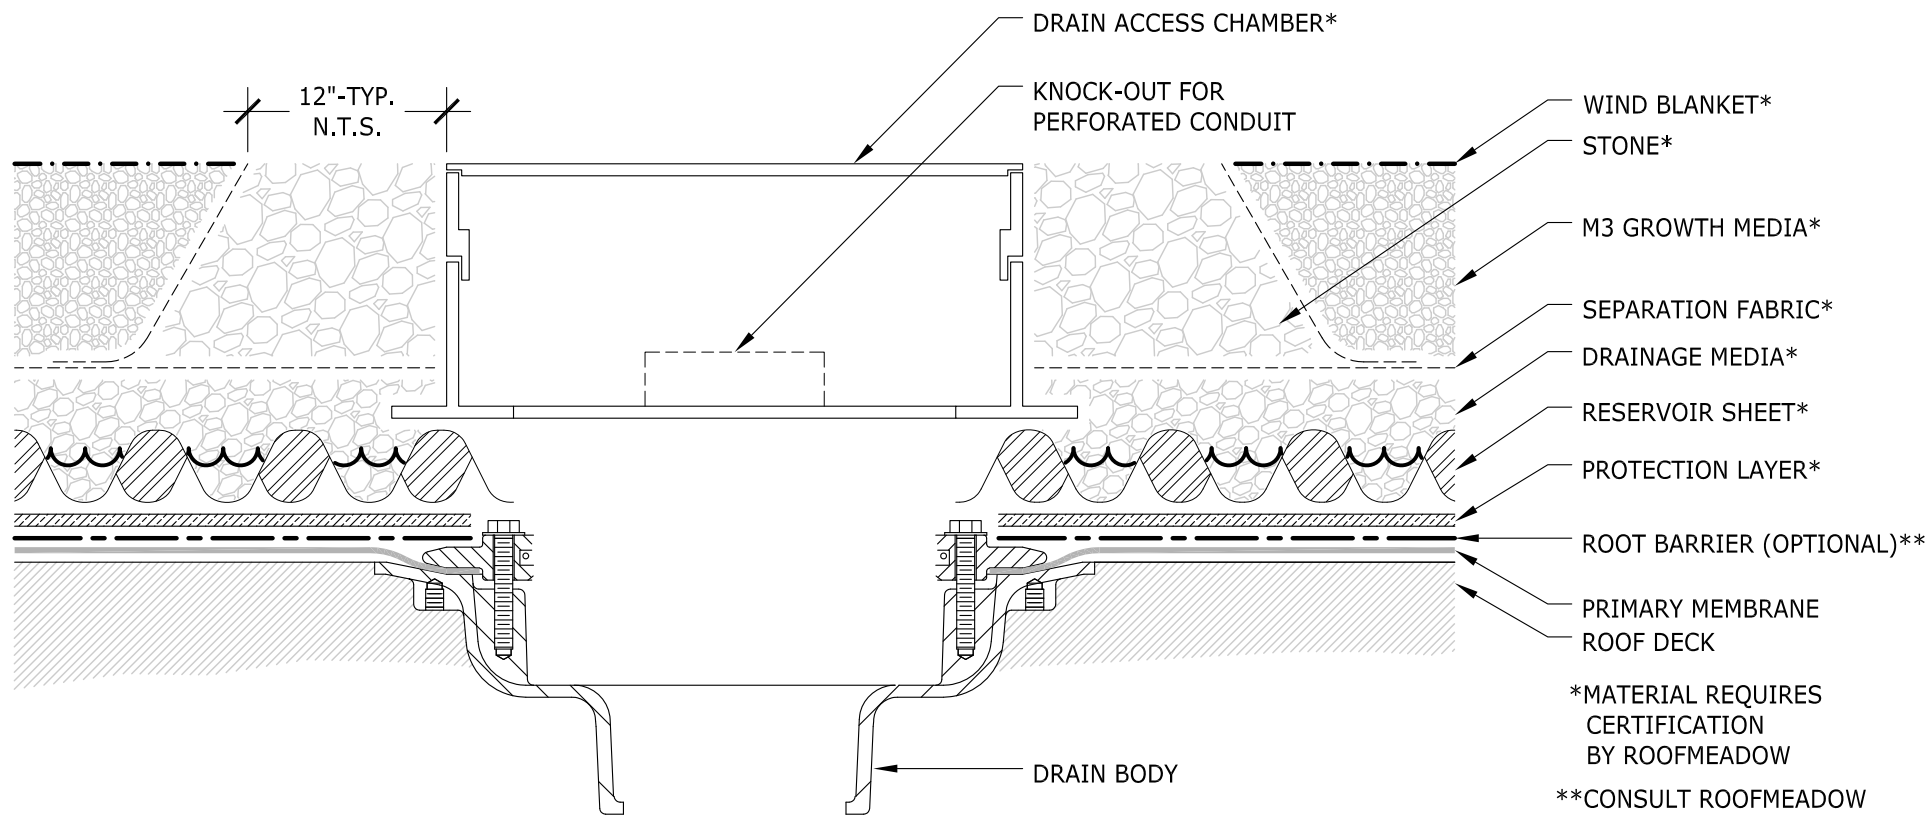 DRAIN ACCESS CHAMBER*
12"-TYP.
N.T.S.
KNOCK-OUT FOR
PERFORATED CONDUIT
WIND BLANKET*
STONE*
M3 GROWTH MEDIA*
SEPARATION FABRIC*
DRAINAGE MEDIA*
RESERVOIR SHEET*
PROTECTION LAYER*
ROOT BARRIER (OPTIONAL)**
PRIMARY MEMBRANE
ROOF DECK
*MATERIAL REQUIRES
CERTIFICATION
BY ROOFMEADOW
**CONSULT ROOFMEADOW
DRAIN BODY